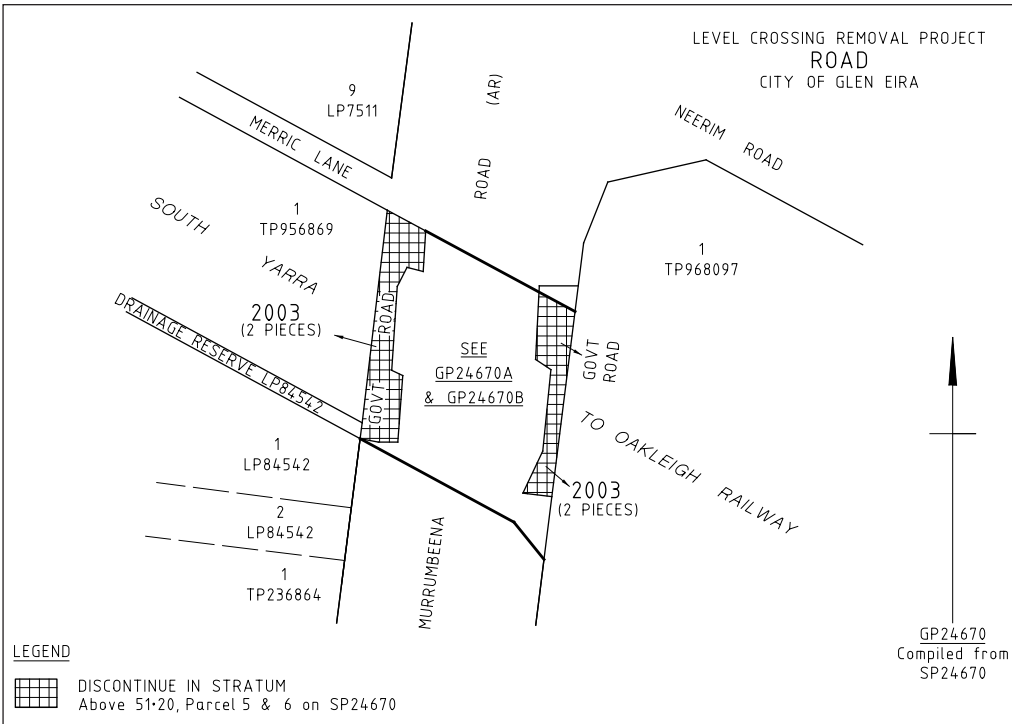 LEVEL CROSSING REMOVAL PROJECT
ROAD
CITY OF GLEN EIRA
9
LP7511
(AR)
ROAD
NEERIM ROAD
MERRIC LANE
SOUTH
YARRA
1
TP956869
1
TP968097
2003
(2 PIECES)
GOVT ROAD
SEE
GP24670A
& GP24670B
GOVT
ROAD
DRAINAGE RESERVE LP84542
TO OAKLEIGH RAILWAY
1
LP84542
2003
(2 PIECES)
2
LP84542
1
TP236864
MURRUMBEENA
GP24670
Compiled from
SP24670
LEGEND
DISCONTINUE IN STRATUM
Above 51·20, Parcel 5 & 6 on SP24670